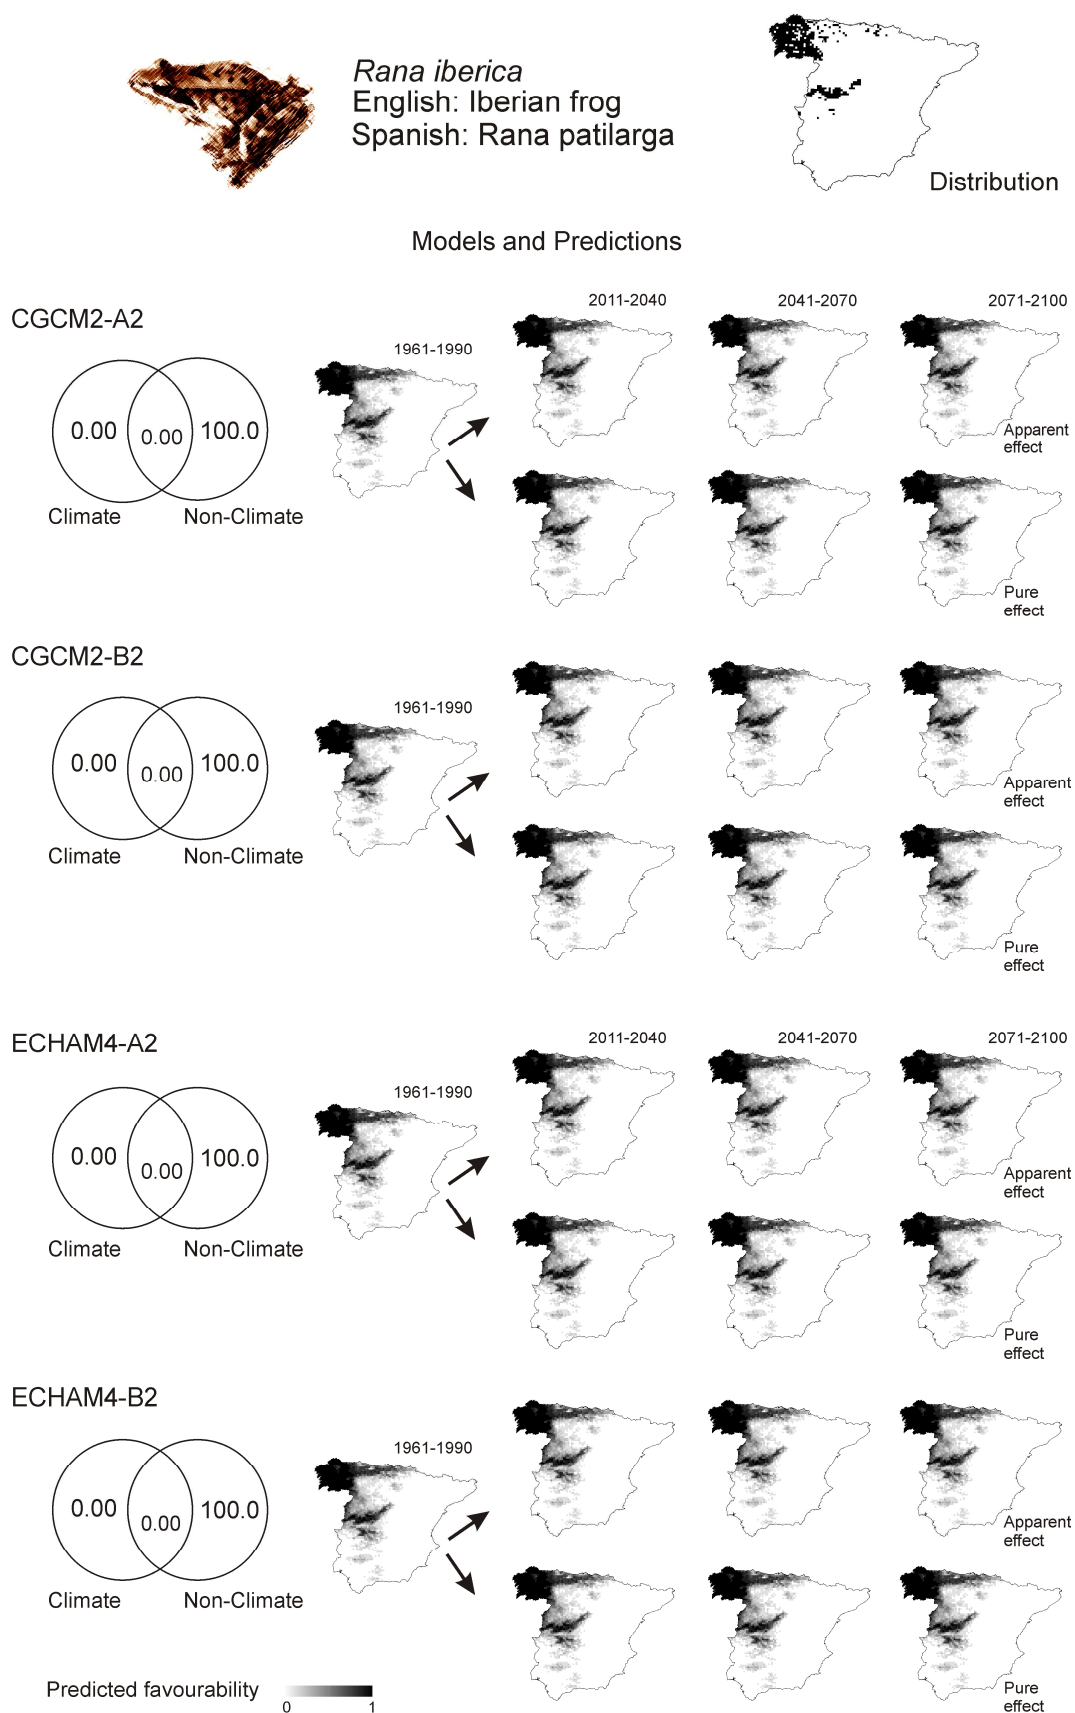 Rana iberica
English: Iberian frog
Spanish: Rana patilarga
Distribution
Models and Predictions
CGCM2-A2
2011-2040
2041-2070
2071-2100
1961-1990
0.00
0.00
100.0
Climate
Non-Climate
Apparent
effect
Pure
effect
CGCM2-B2
1961-1990
0.00
0.00
100.0
Climate
Non-Climate
Apparent
effect
Pure
effect
ECHAM4-A2
2011-2040
2041-2070
2071-2100
1961-1990
0.00
0.00
100.0
Climate
Non-Climate
Apparent
effect
Pure
effect
ECHAM4-B2
1961-1990
0.00
0.00
100.0
Climate
Non-Climate
Apparent
effect
Pure
effect
Predicted favourability
0
1